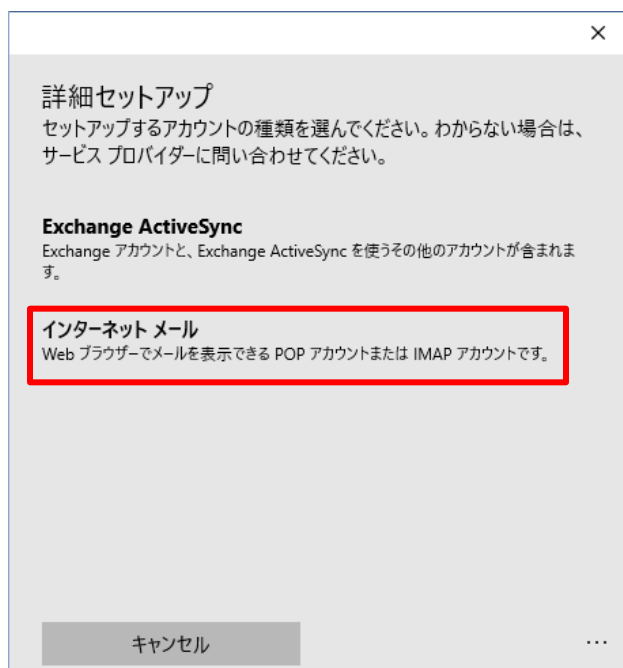 詳細セットアップ
セットアップするアカウントの種類を選んでください。わからない場合は、
サービス プロバイダーに問い合わせてください。
Exchange ActiveSync
Exchange アカウントと、Exchange ActiveSync を使うその他のアカウントが含まれま
す。
インターネット メール
Web ブラウザーでメールを表示できる POP アカウントまたは IMAP アカウントです。
キャンセル